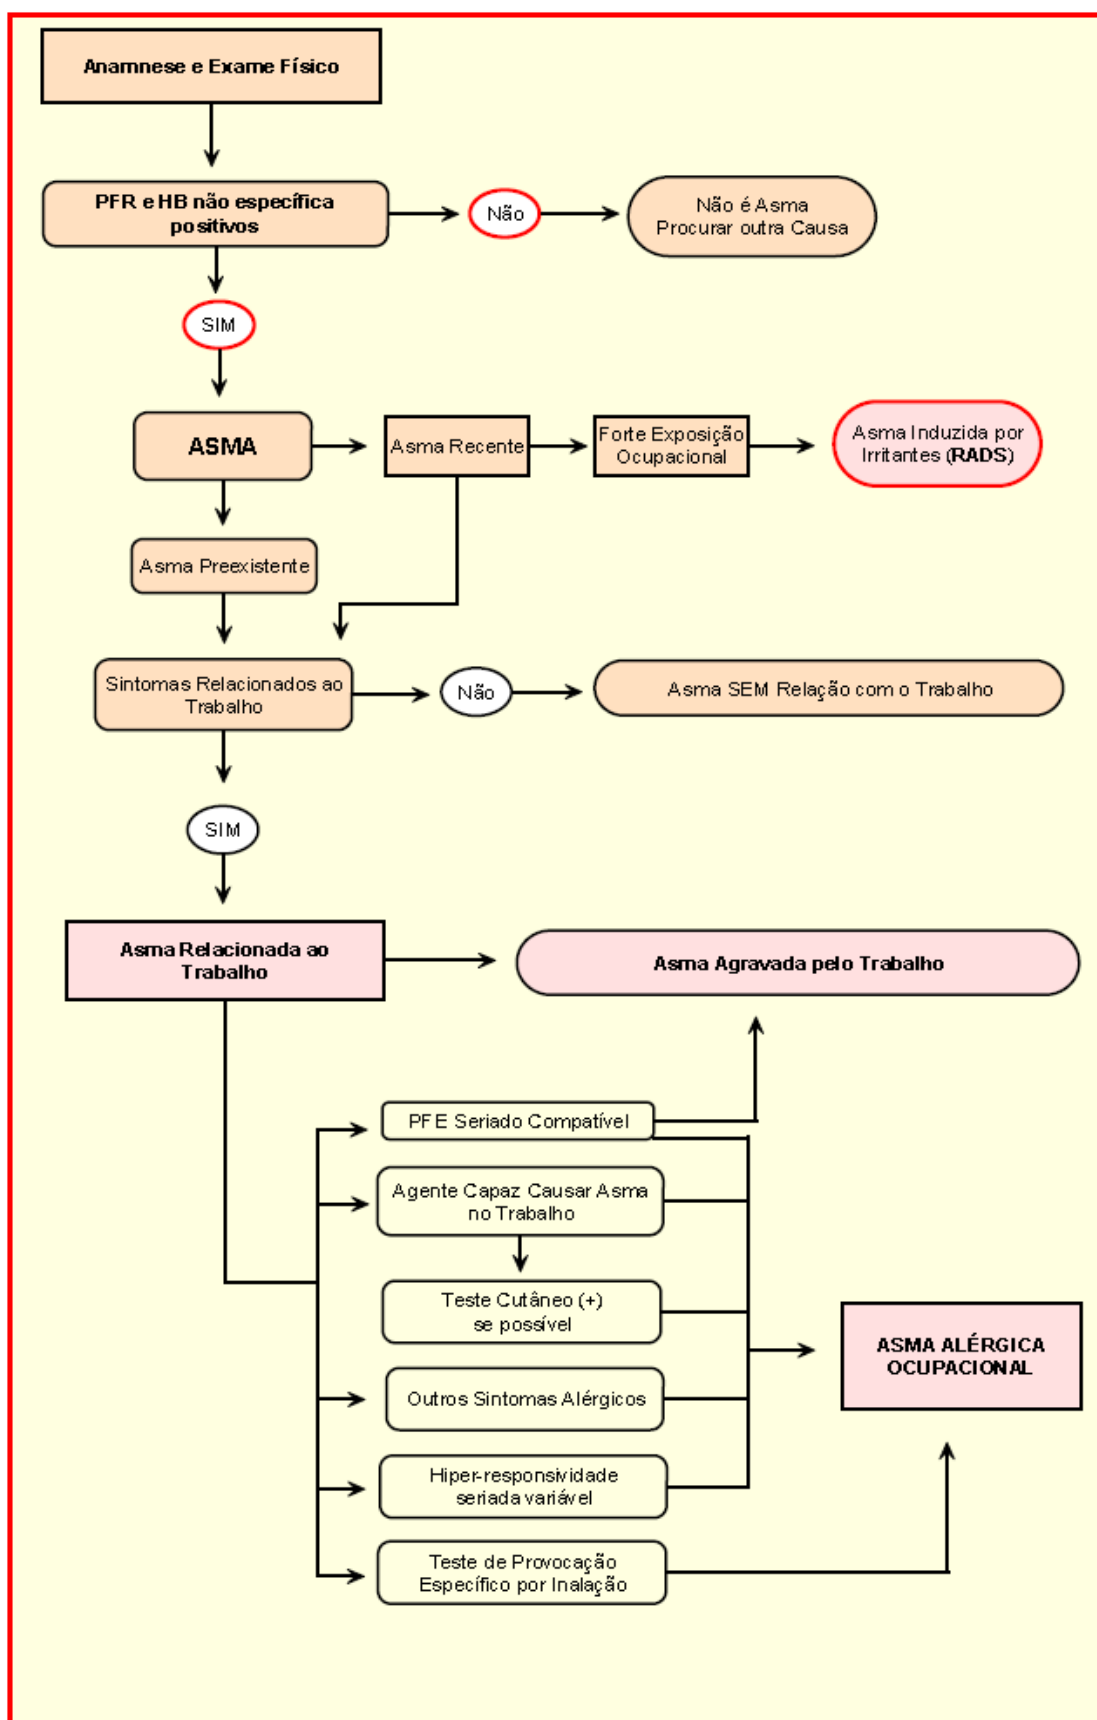 Anamnese e Exame Físico
PFR e HB não específica
positivos
Não
Não é Asma
Procurar outra Causa
SIM
ASMA
Asma Recente
Forte Exposição
Ocupacional
Asma Induzida por
Irritantes (RADS)
Asma Preexistente
Sintomas Relacionados ao
Trabalho
Não
Asma SEM Relação com o Trabalho
SIM
Asma Relacionada ao
Trabalho
Asma Agravada pelo Trabalho
PFE Seriado Compatível
Agente Capaz Causar Asma
no Trabalho
Teste Cutâneo (+)
se possível
ASMA ALÉRGICA
OCUPACIONAL
Outros Sintomas Alérgicos
Hiper-responsividade
seriada variável
Teste de Provocação
Específico por Inalação